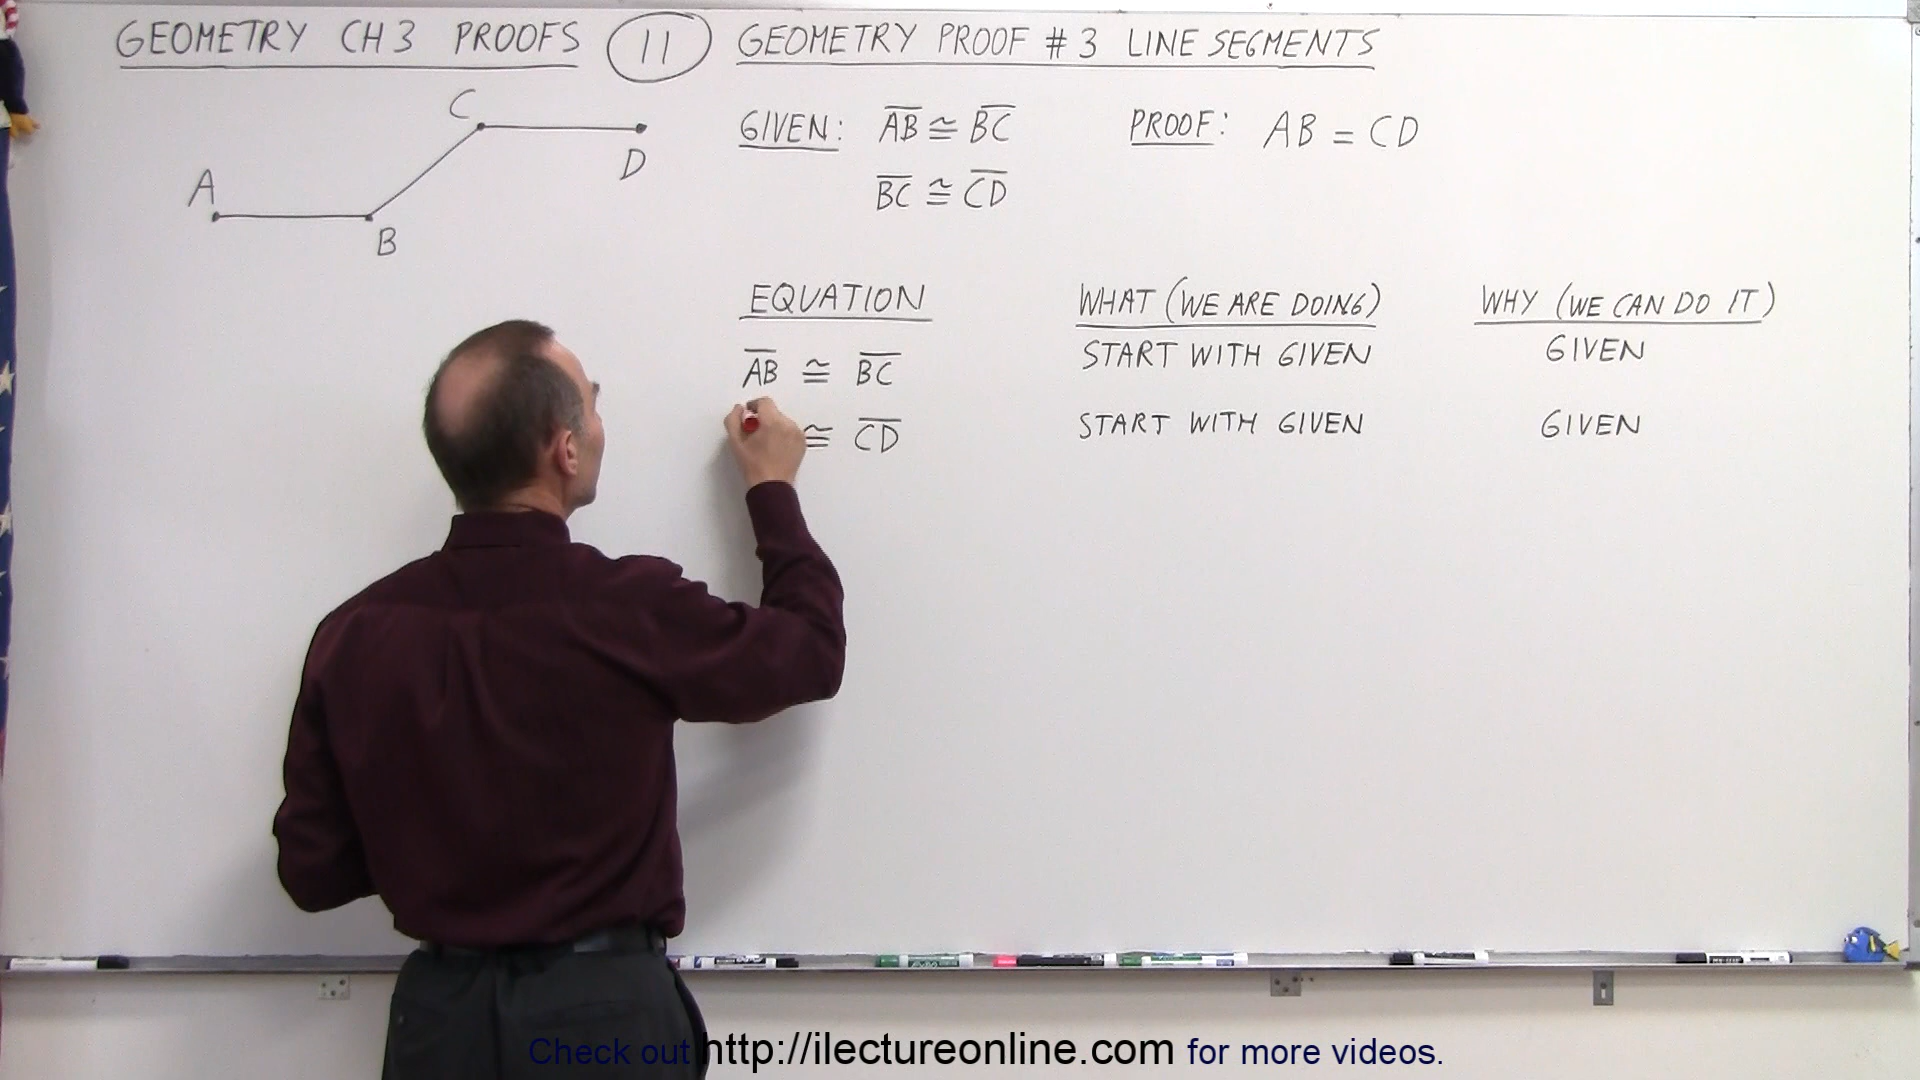 GEOMETRY CH 3 PROOFS 11 GEOMETRY PROOF # 3 LINE SEGMENTS
C
D
A
B
GIVEN: AB ≅ BC
BC ≅ CD
PROOF: AB = CD
EQUATION WHAT (WE ARE DOING) WHY (WE CAN DO IT)
AB ≅ BC START WITH GIVEN GIVEN
≅ CD START WITH GIVEN GIVEN
Check out http://ilectureonline.com for more videos.